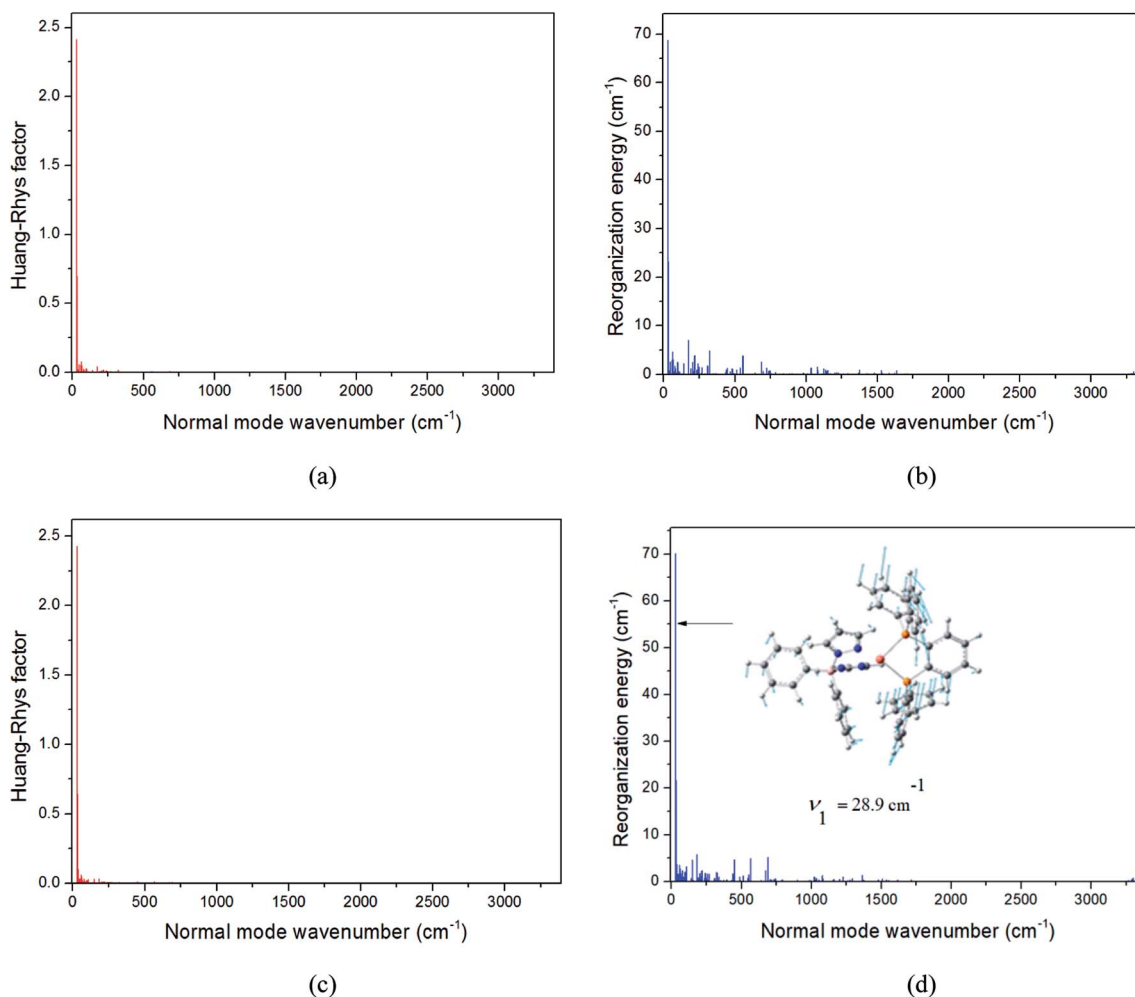 2.5
2.0
1.5
1.0
0.5
0.0
Huang-Rhys factor
0 500 1000 1500 2000 2500 3000
Normal mode wavenumber (cm⁻¹)
(a)
70
60
50
40
30
20
10
0
Reorganization energy (cm⁻¹)
0 500 1000 1500 2000 2500 3000
Normal mode wavenumber (cm⁻¹)
(b)
2.5
2.0
1.5
1.0
0.5
0.0
Huang-Rhys factor
0 500 1000 1500 2000 2500 3000
Normal mode wavenumber (cm⁻¹)
(c)
70
60
50
40
30
20
10
0
Reorganization energy (cm⁻¹)
ν₁ = 28.9 cm⁻¹
0 500 1000 1500 2000 2500 3000
Normal mode wavenumber (cm⁻¹)
(d)